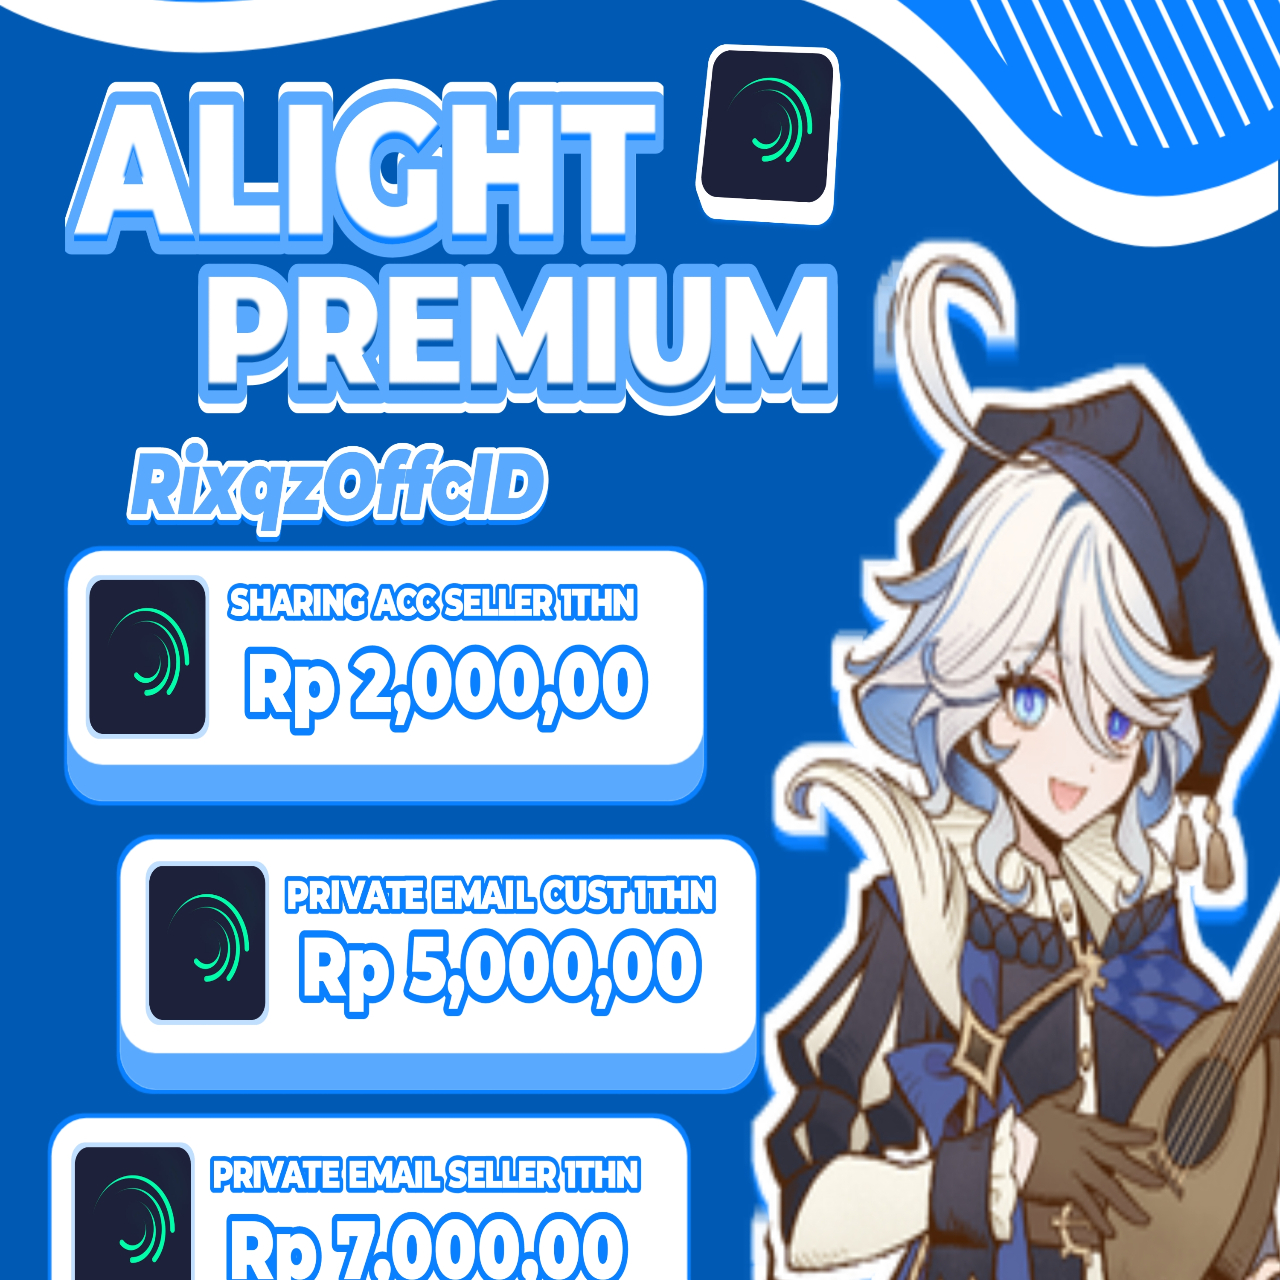 ALIGHT
PREMIUM
RixqzOffcID
SHARING ACC SELLER 1THN
Rp 2,000,00
PRIVATE EMAIL CUST 1THN
Rp 5,000,00
PRIVATE EMAIL SELLER 1THN
Rp 7,000,00